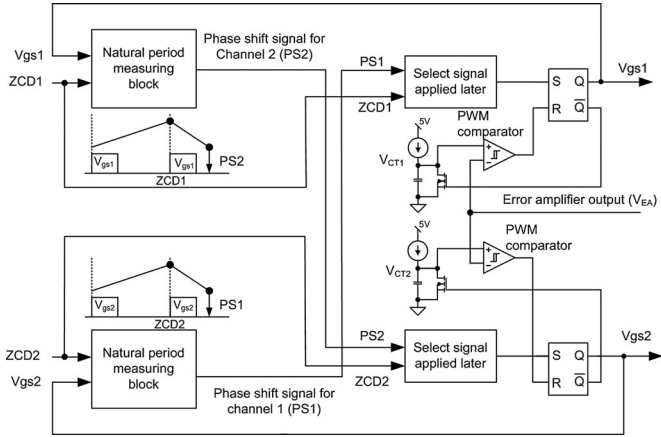 Vgs1
ZCD1
Natural period
measuring
block
Phase shift signal for
Channel 2 (PS2)
PS1
ZCD1
Select signal
applied later
S Q
R Q
Vgs1
Vgs1
Vgs1
PS2
ZCD1
5V
VCT1
PWM
comparator
+
-
Error amplifier output (VEA)
5V
VCT2
PWM
comparator
+
-
Vgs2
Vgs2
PS1
ZCD2
ZCD2
Vgs2
Natural period
measuring
block
Phase shift signal for
channel 1 (PS1)
PS2
ZCD2
Select signal
applied later
S Q
R Q
Vgs2